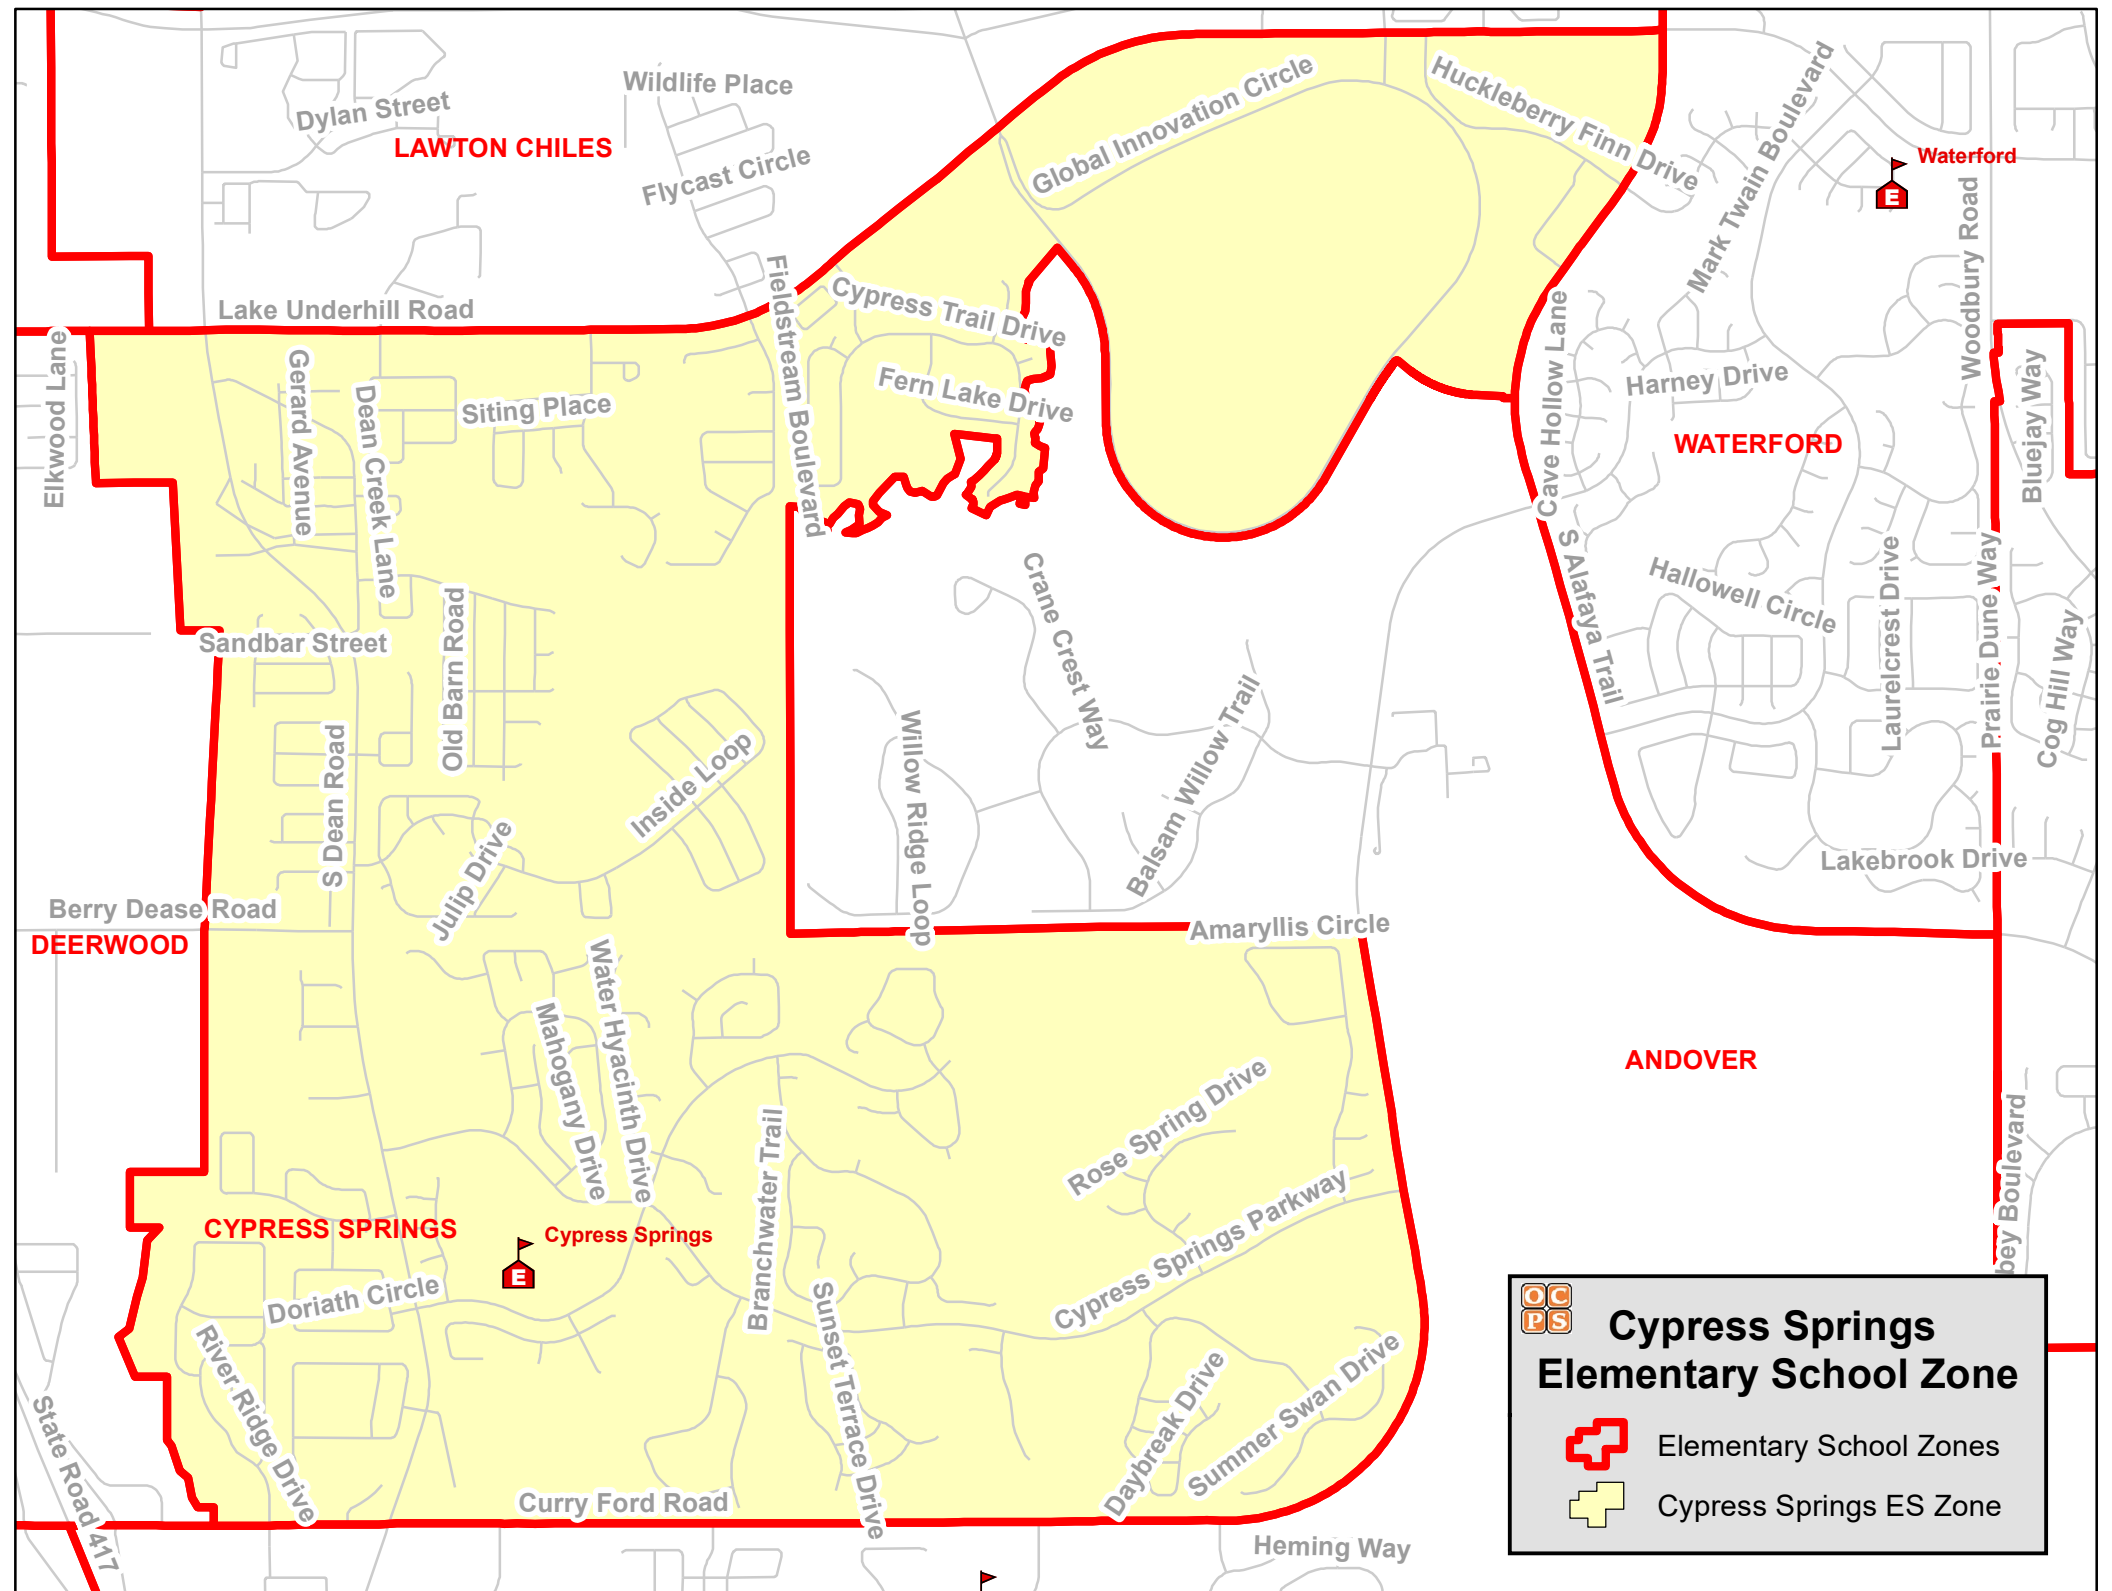 Wildlife Place
Dylan Street
LAWTON CHILES
Flycast Circle
Global Innovation Circle
Huckleberry Finn Drive
Mark Twain Boulevard
Waterford
E
Woodbury Road
Lake Underhill Road
Fieldstream Boulevard
Cypress Trail Drive
Fern Lake Drive
Cave Hollow Lane
Harney Drive
WATERFORD
Bluejay Way
Elkwood Lane
Gerard Avenue
Dean Creek Lane
Siting Place
Sandbar Street
Old Barn Road
Crane Crest Way
S Alafaya Trail
Hallowell Circle
Laurelcrest Drive
Prairie Dune Way
Cog Hill Way
S Dean Road
Inside Loop
Willow Ridge Loop
Balsam Willow Trail
Julip Drive
Lakebrook Drive
Berry Dease Road
DEERWOOD
Amaryllis Circle
Water Hyacinth Drive
Mahogany Drive
ANDOVER
Branchwater Trail
Rose Spring Drive
Cypress Springs Parkway
bey Boulevard
CYPRESS SPRINGS
Cypress Springs
E
Doriath Circle
River Ridge Drive
Sunset Terrace Drive
Daybreak Drive
Summer Swan Drive
State Road 417
Curry Ford Road
Heming Way
OC
PS
Cypress Springs
Elementary School Zone
Elementary School Zones
Cypress Springs ES Zone